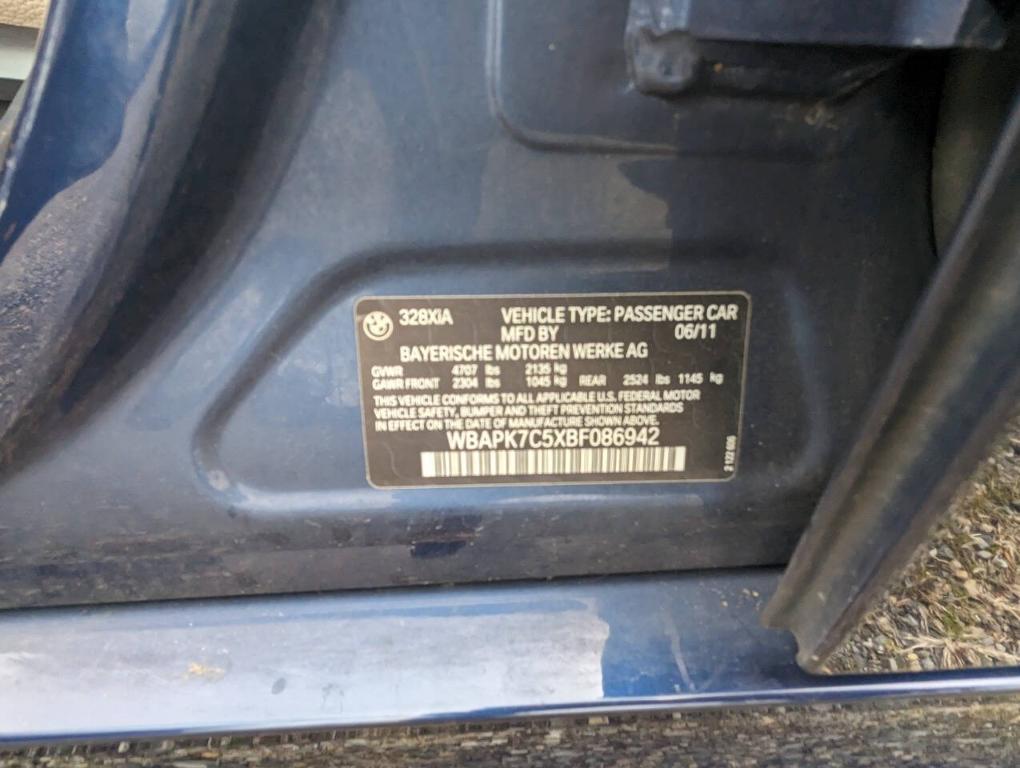 328XiA VEHICLE TYPE: PASSENGER CAR
MFD BY 06/11
BAYERISCHE MOTOREN WERKE AG
GVWR 4707 lbs 2135 kg
GAWR FRONT 2304 lbs 1045 kg REAR 2524 lbs 1145 kg
THIS VEHICLE CONFORMS TO ALL APPLICABLE U.S. FEDERAL MOTOR
VEHICLE SAFETY, BUMPER AND THEFT PREVENTION STANDARDS
IN EFFECT ON THE DATE OF MANUFACTURE SHOWN ABOVE.
WBAPK7C5XBF086942